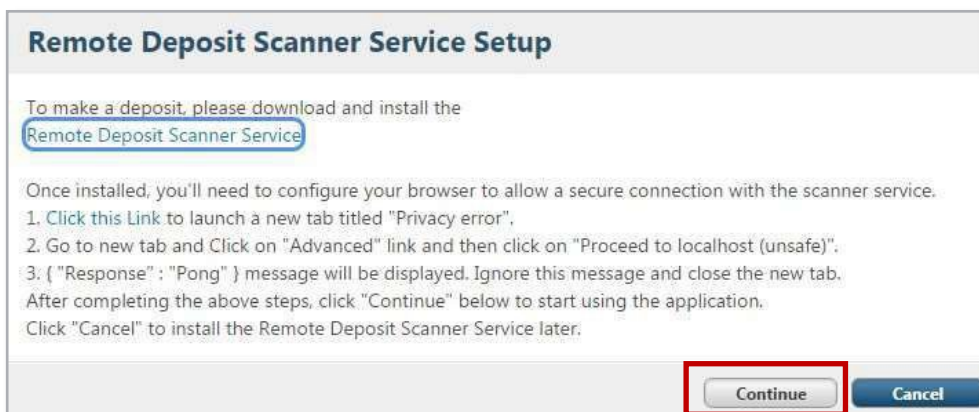 Remote Deposit Scanner Service Setup
To make a deposit, please download and install the
Remote Deposit Scanner Service
Once installed, you'll need to configure your browser to allow a secure connection with the scanner service.
1. Click this Link to launch a new tab titled "Privacy error".
2. Go to new tab and Click on "Advanced" link and then click on "Proceed to localhost (unsafe)".
3. { "Response" : "Pong" } message will be displayed. Ignore this message and close the new tab.
After completing the above steps, click "Continue" below to start using the application.
Click "Cancel" to install the Remote Deposit Scanner Service later.
Continue Cancel